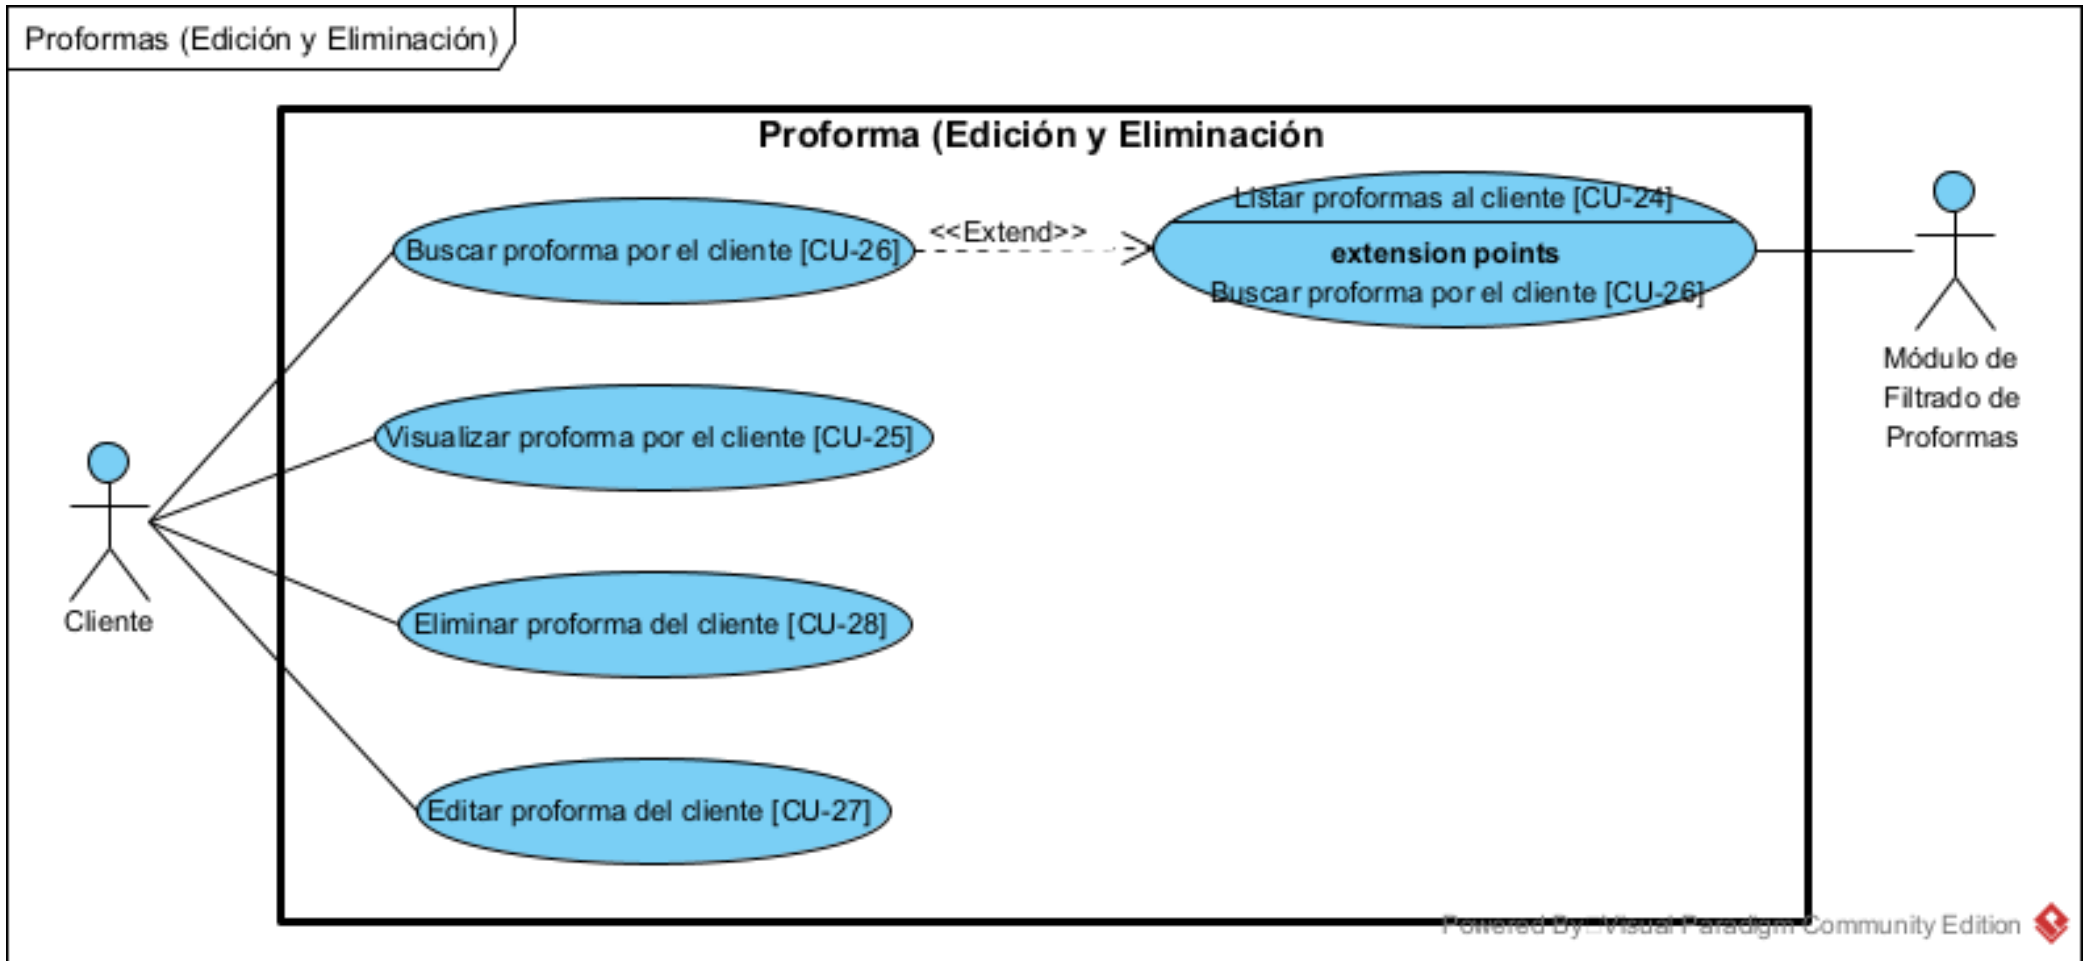 Proformas (Edición y Eliminación)
Proforma (Edición y Eliminación
Listar proformas al cliente [CU-24]
<<Extend>>
Buscar proforma por el cliente [CU-26]
extension points
Buscar proforma por el cliente [CU-26]
Módulo de
Filtrado de
Proformas
Visualizar proforma por el cliente [CU-25]
Cliente
Eliminar proforma del cliente [CU-28]
Editar proforma del cliente [CU-27]
Powered By Visual Paradigm Community Edition